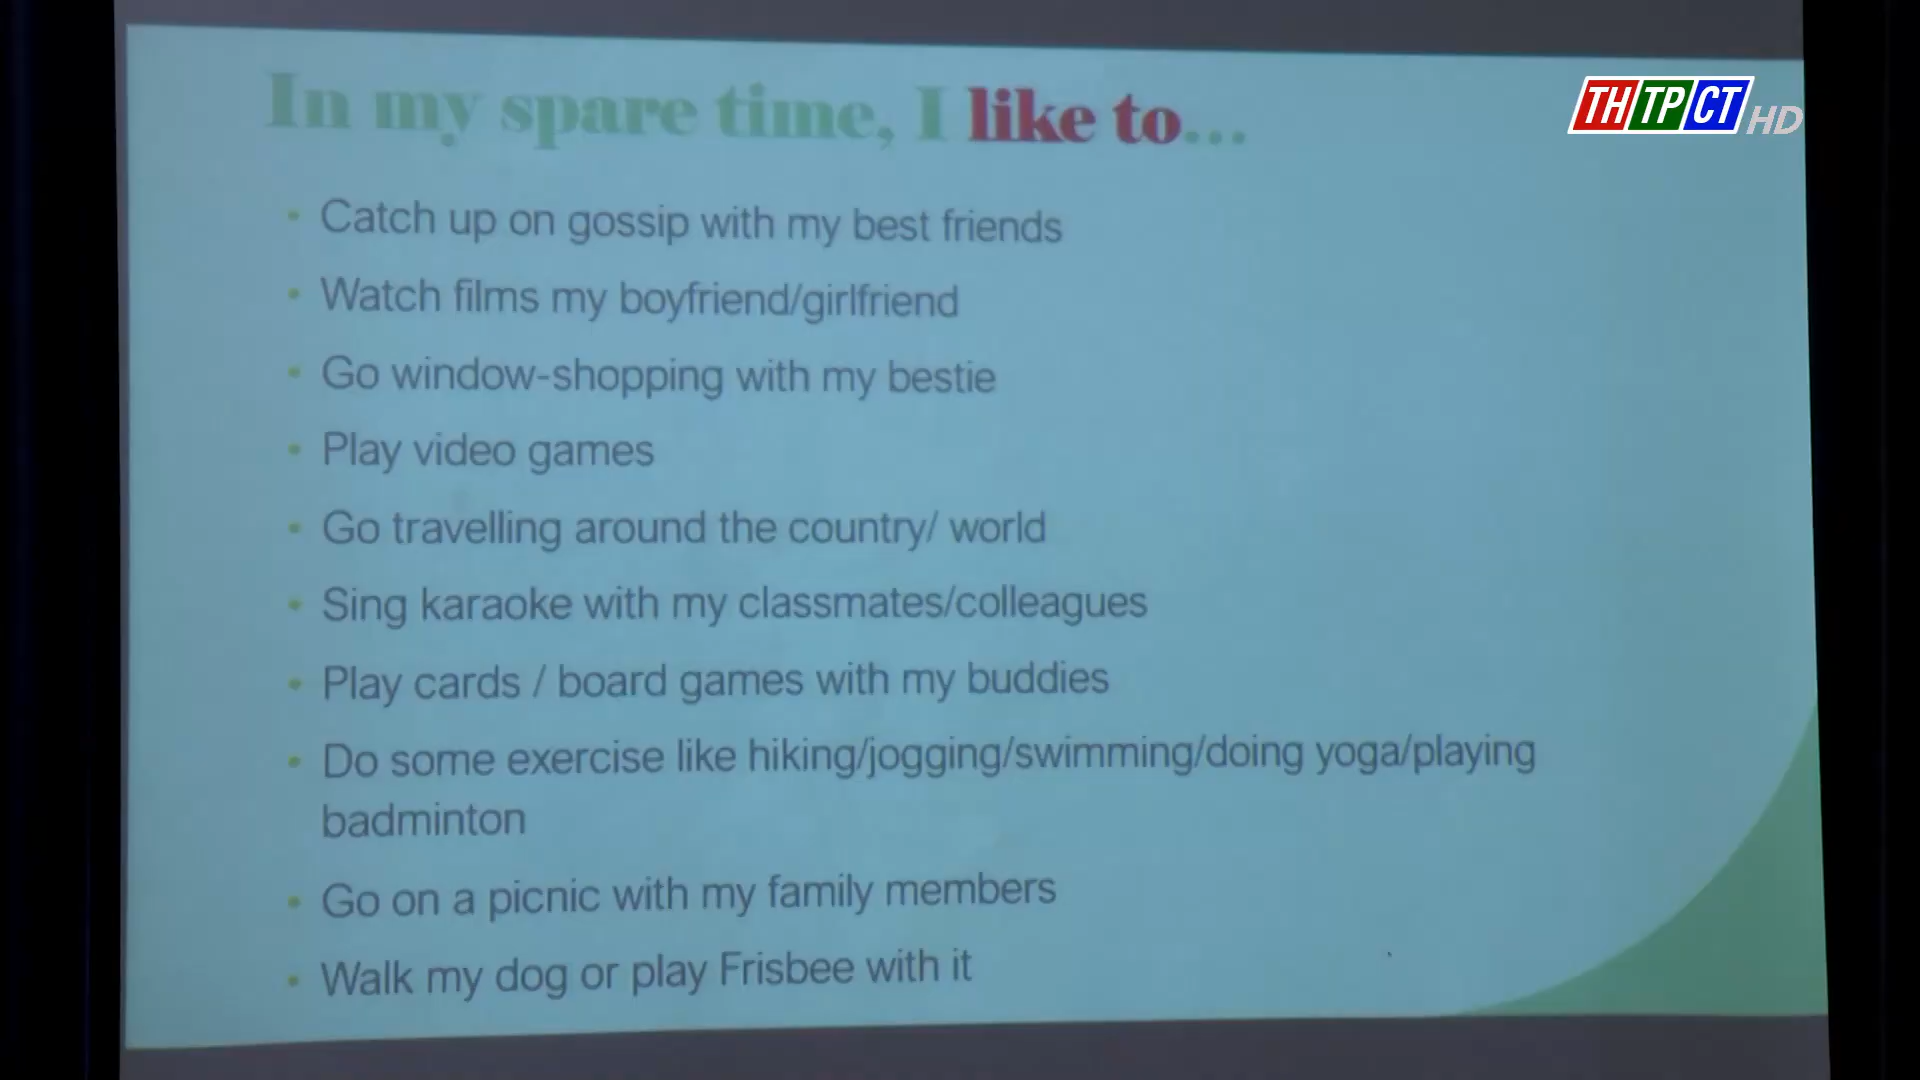 In my spare time, I like to...
THTPCT HD
• Catch up on gossip with my best friends
• Watch films my boyfriend/girlfriend
• Go window-shopping with my bestie
• Play video games
• Go travelling around the country/ world
• Sing karaoke with my classmates/colleagues
• Play cards / board games with my buddies
• Do some exercise like hiking/jogging/swimming/doing yoga/playing
badminton
• Go on a picnic with my family members
• Walk my dog or play Frisbee with it